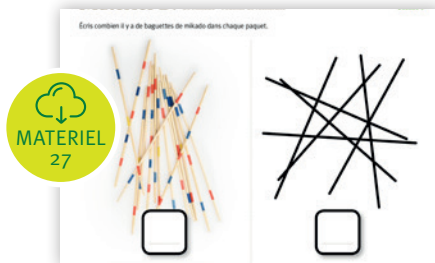 Écris combien il y a de baguettes de mikado dans chaque paquet.
MATERIEL
27